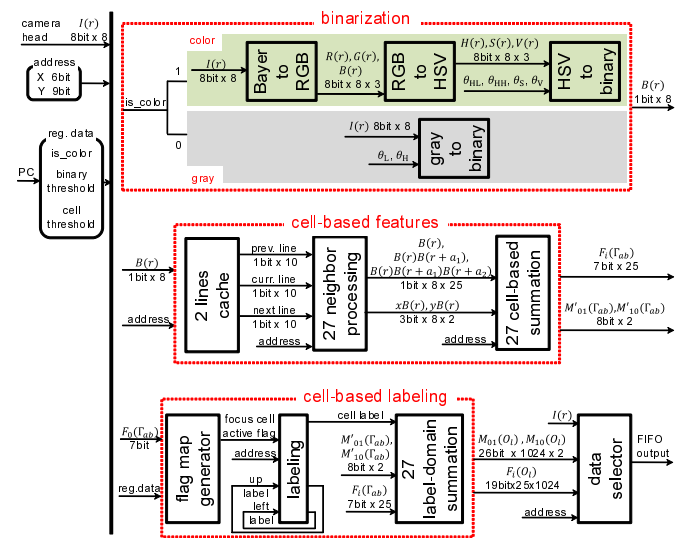 binarization
camera head
I(r)
8bit x 8
address
X 6bit
Y 9bit
reg. data
is_color
binary threshold
cell threshold
PC
is_color
1
0
color
I(r)
8bit x 8
Bayer to RGB
R(r), G(r), B(r)
8bit x 8 x 3
RGB to HSV
H(r), S(r), V(r)
8bit x 8 x 3
θHL, θHH, θS, θV
HSV to binary
B(r)
1bit x 8
I(r) 8bit x 8
θL, θH
gray to binary
gray
cell-based features
B(r)
1bit x 8
address
2 lines cache
prev. line
1bit x 10
curr. line
1bit x 10
next line
1bit x 10
address
27 neighbor processing
B(r),
B(r)B(r + a1),
B(r)B(r + a1)B(r + a2)
1bit x 8 x 25
xB(r), yB(r)
3bit x 8 x 2
address
27 cell-based summation
Fi(Γab)
7bit x 25
M′01(Γab), M′10(Γab)
8bit x 2
cell-based labeling
F0(Γab)
7bit
reg.data
flag map generator
focus cell
active flag
address
up label
left label
labeling
cell label
M′01(Γab),
M′10(Γab)
8bit x 2
Fi(Γab)
7bit x 25
27 label-domain summation
M01(Oi), M10(Oi)
26bit x 1024 x 2
Fi(Oi)
19bitx25x1024
I(r)
address
data selector
FIFO output